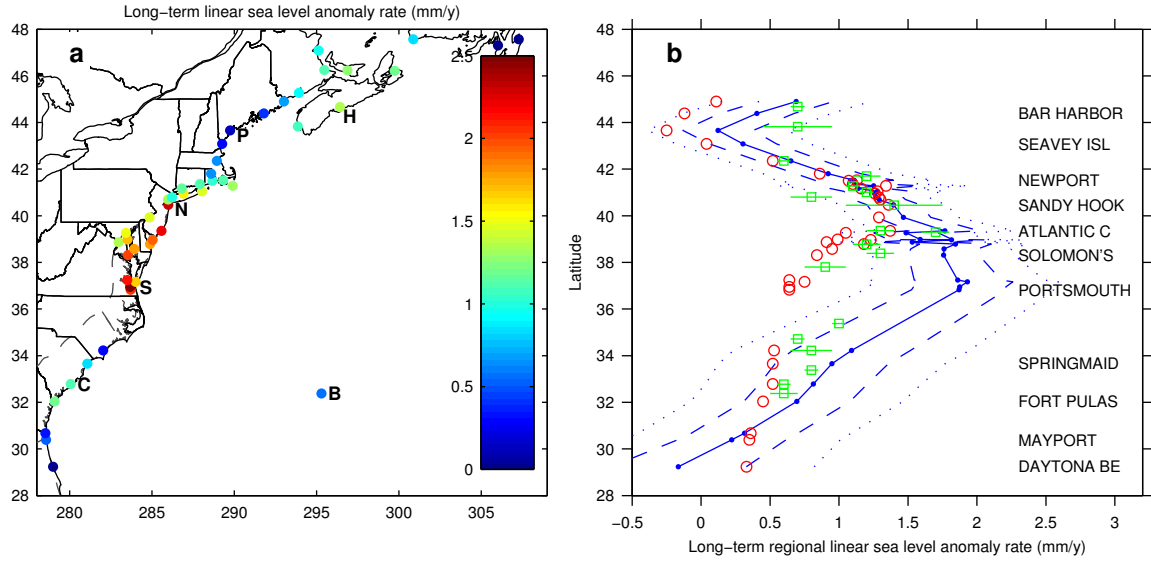 Long−term linear sea level anomaly rate (mm/y)
a
48
46
44
42
40
38
36
34
32
30
28
280
285
290
295
300
305
H
P
N
S
C
B
2.5
2
1.5
1
0.5
0
b
48
46
44
42
40
38
36
34
32
30
28
Latitude
BAR HARBOR
SEAVEY ISL
NEWPORT
SANDY HOOK
ATLANTIC C
SOLOMON'S
PORTSMOUTH
SPRINGMAID
FORT PULAS
MAYPORT
DAYTONA BE
−0.5
0
0.5
1
1.5
2
2.5
3
Long−term regional linear sea level anomaly rate (mm/y)